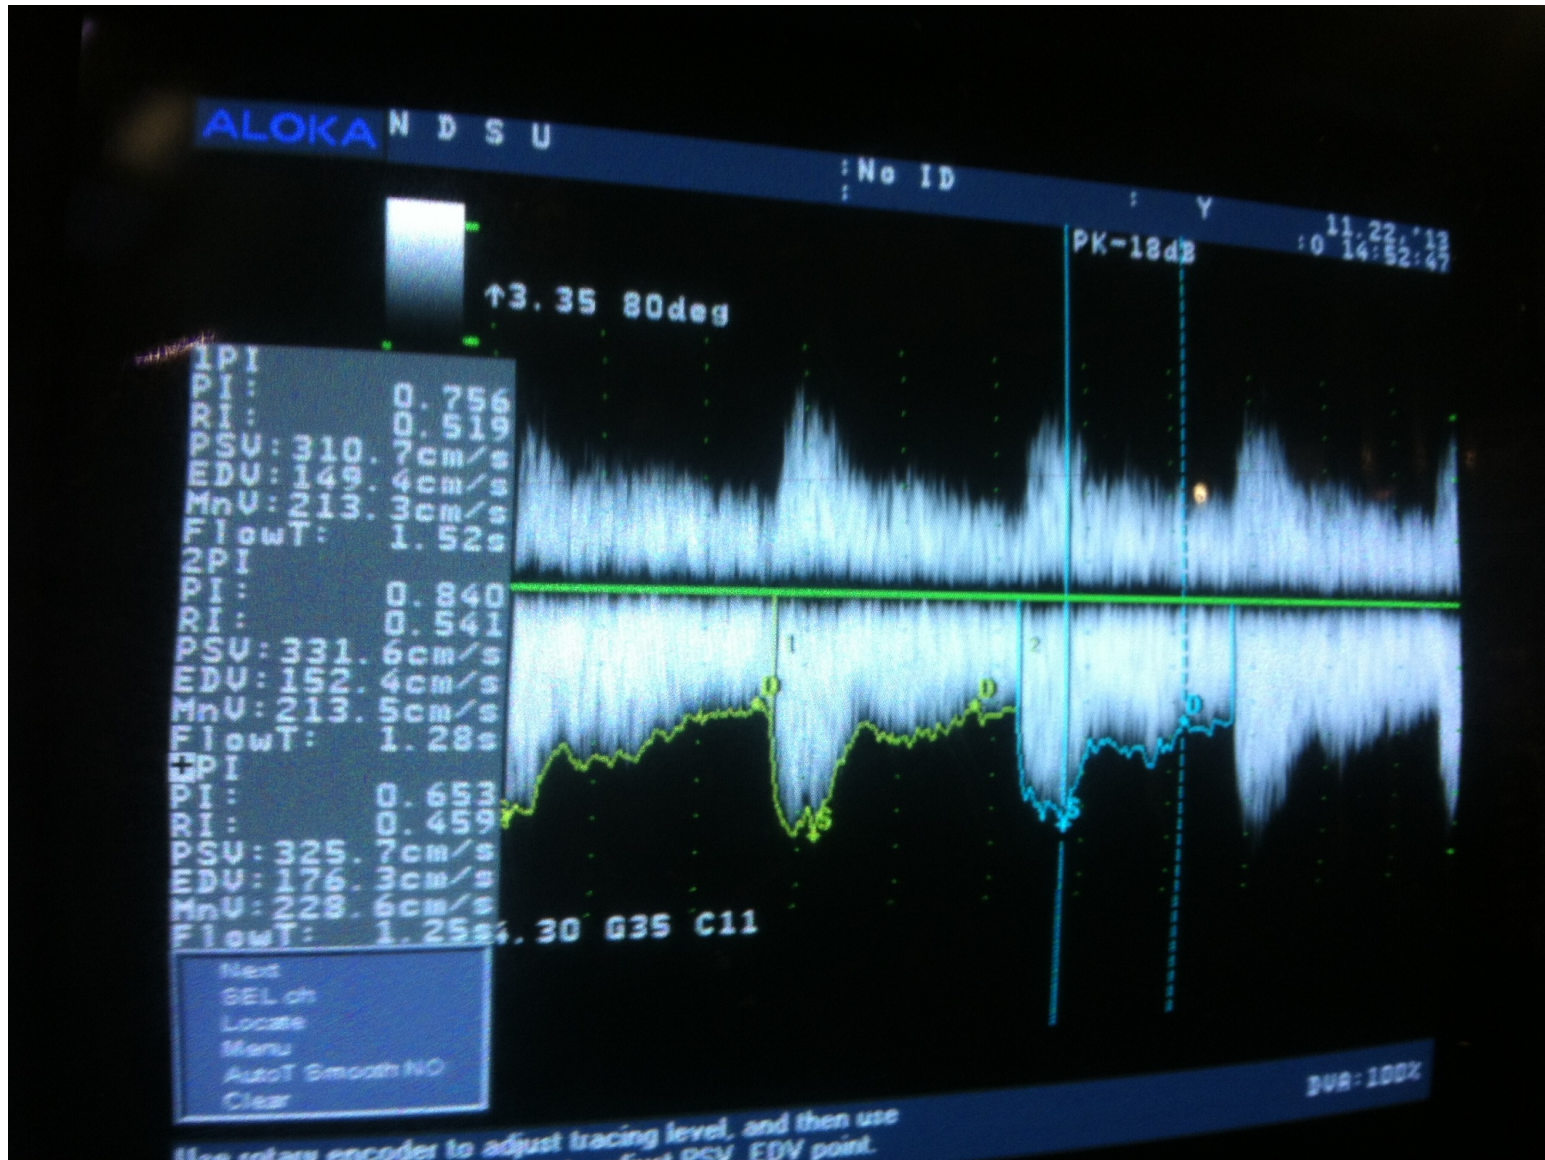 ALOKA N D S U
:No ID
:
: Y
11.22.'13
:0 14:52:47
PK-18dB
↑3.35 80deg
1PI
PI: 0.756
RI: 0.519
PSV:310.7cm/s
EDV:149.4cm/s
MnV:213.3cm/s
FlowT: 1.52s
2PI
PI: 0.840
RI: 0.541
PSV:331.6cm/s
EDV:152.4cm/s
MnV:213.5cm/s
FlowT: 1.28s
PI
PI: 0.653
RI: 0.459
PSV:325.7cm/s
EDV:176.3cm/s
MnV:228.6cm/s
FlowT: 1.25s
.30 G35 C11
1
2
D
D
D
S
S
Next
SEL.ch
Locate
Menu
AutoT Smooth NO
Clear
DVA:100%
Use rotary encoder to adjust tracing level, and then use
PSV, EDV point.